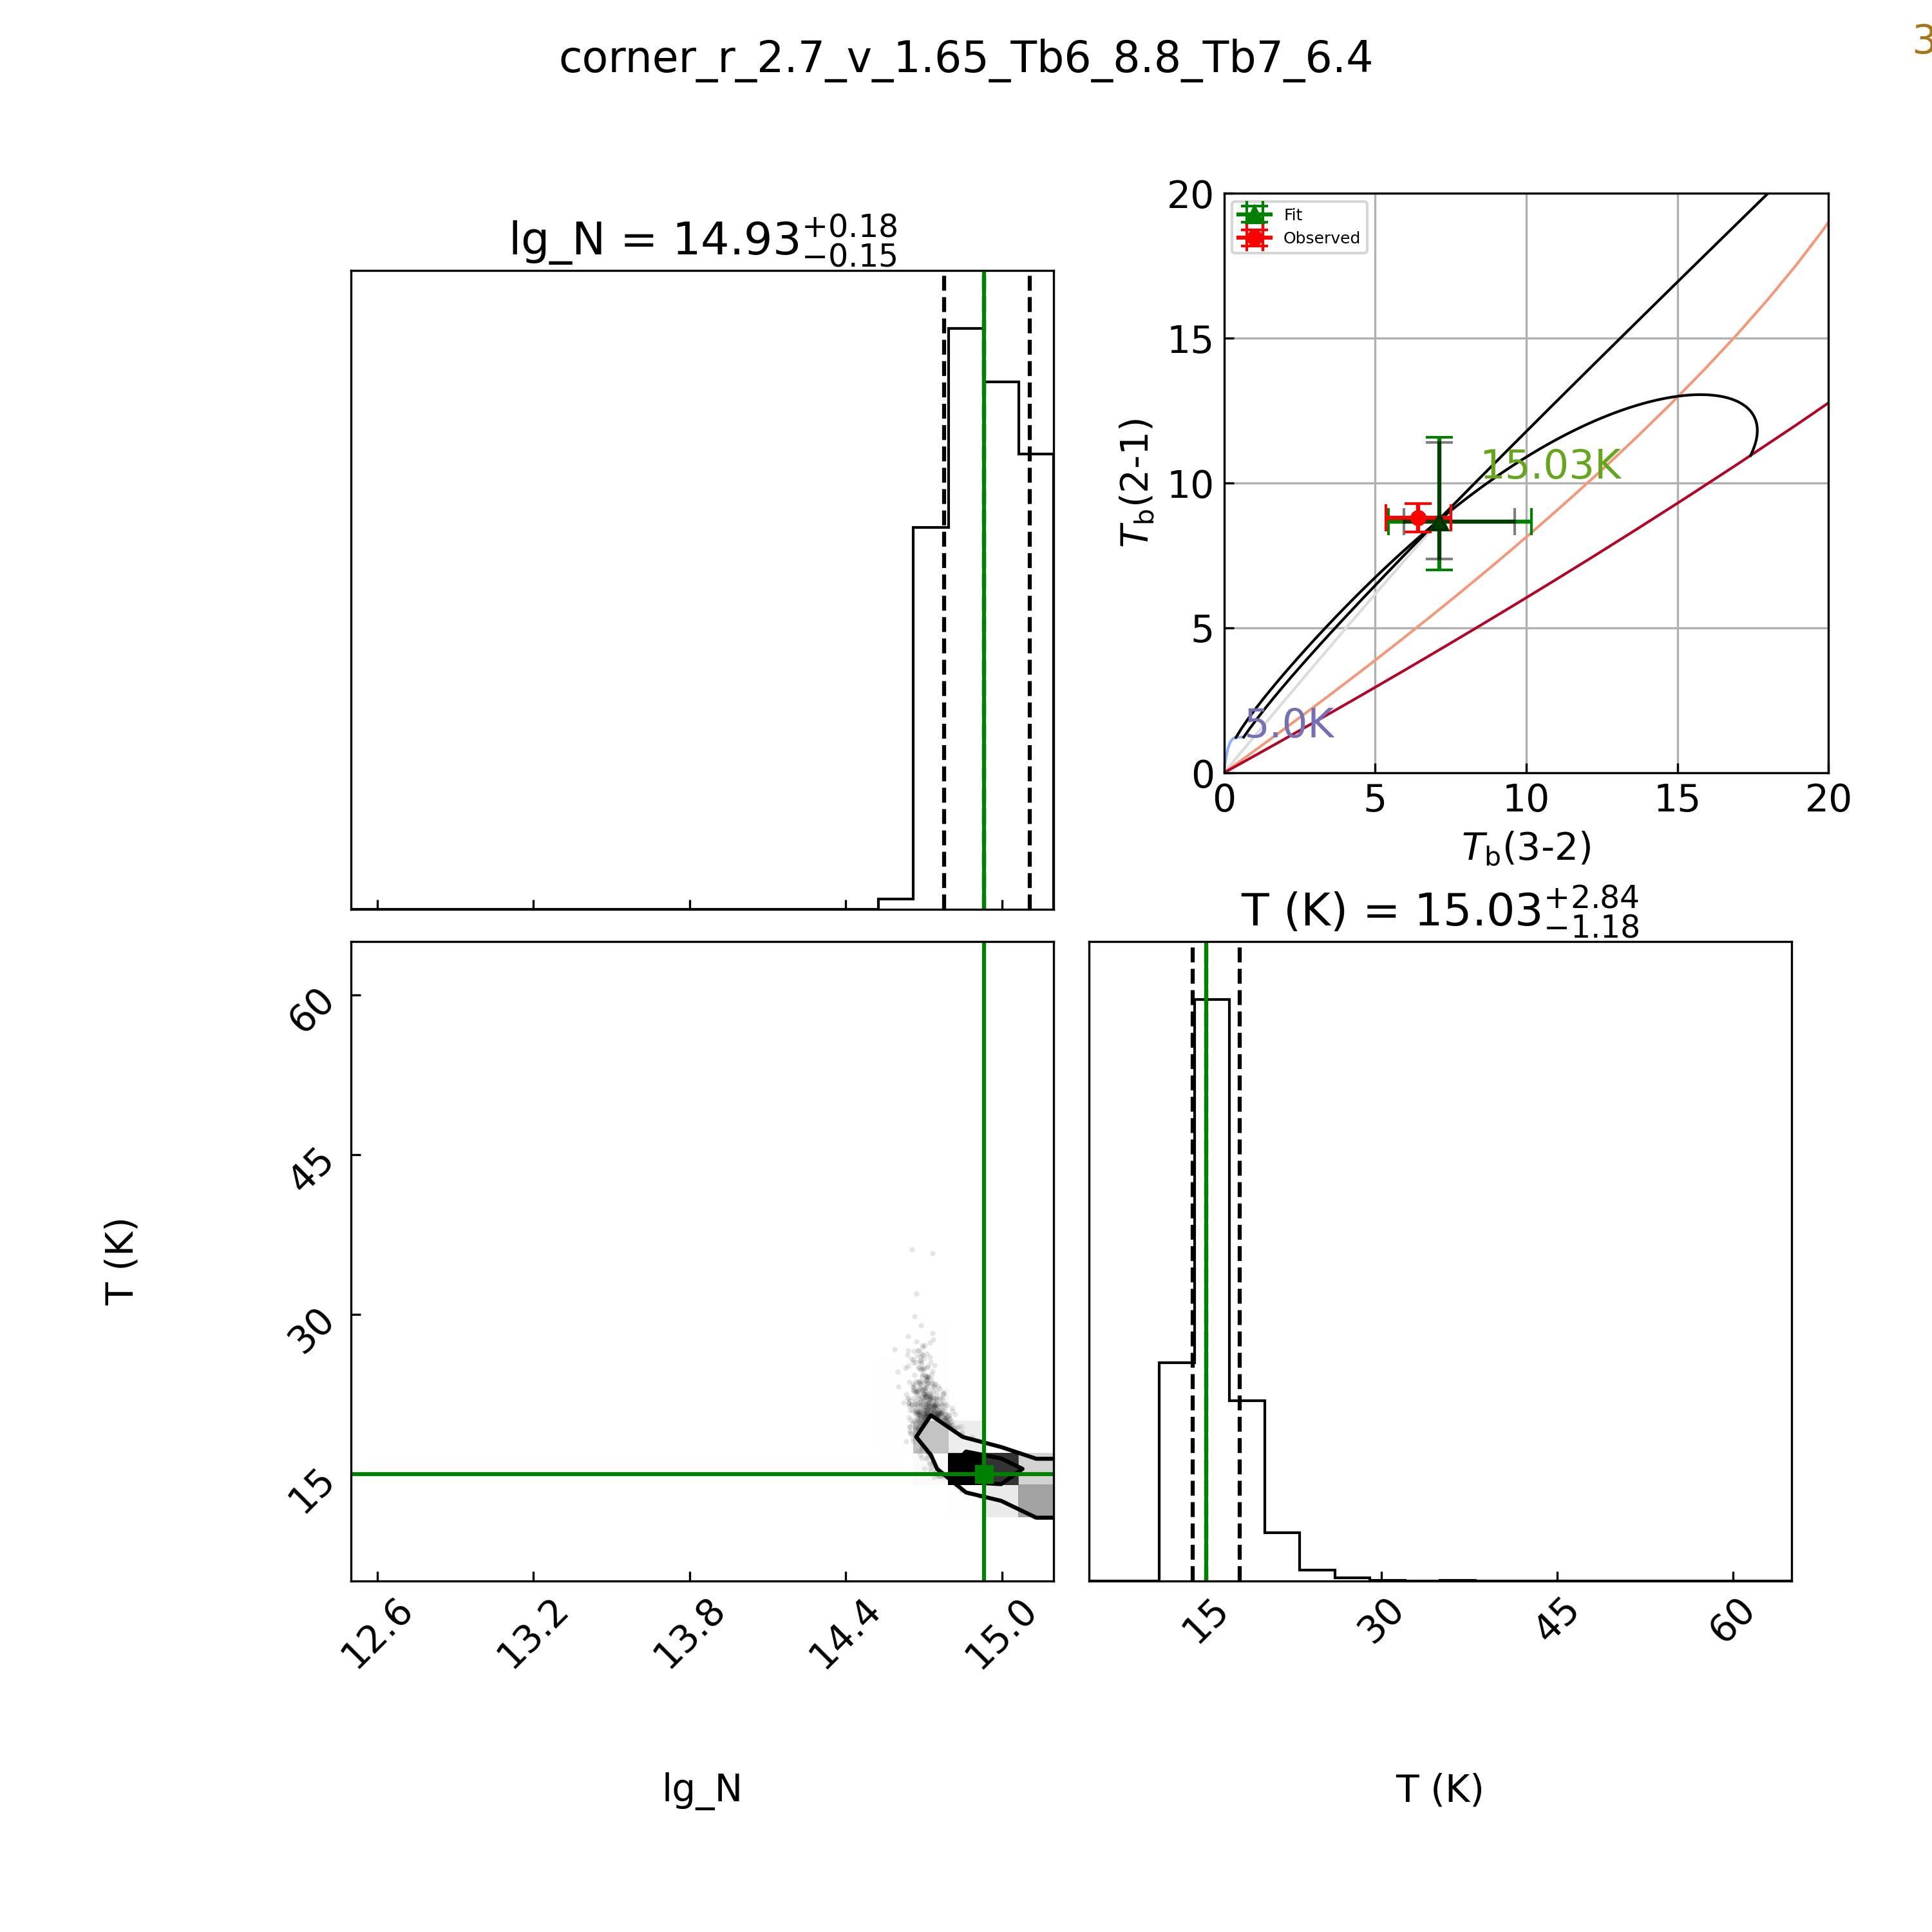 corner_r_2.7_v_1.65_Tb6_8.8_Tb7_6.4
3
lg_N = 14.93 +0.18 −0.15
20
15
10
5
0
T_b(2-1)
Fit
Observed
15.03K
5.0K
0 5 10 15 20
T_b(3-2)
T (K) = 15.03 +2.84 −1.18
60
45
30
15
T (K)
12.6 13.2 13.8 14.4 15.0
15 30 45 60
lg_N
T (K)